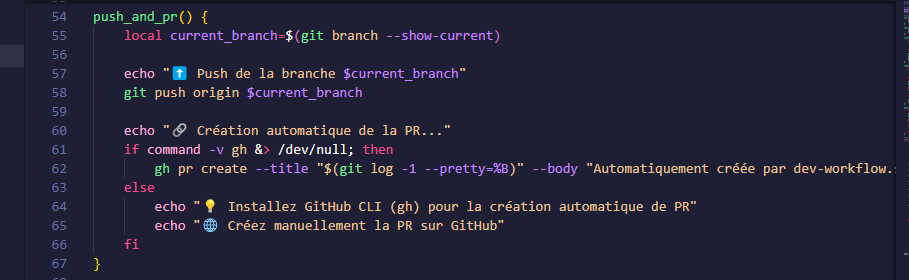 54 push_and_pr() {
55 local current_branch=$(git branch --show-current)
56
57 echo "⬆️ Push de la branche $current_branch"
58 git push origin $current_branch
59
60 echo "🔗 Création automatique de la PR..."
61 if command -v gh &> /dev/null; then
62 gh pr create --title "$(git log -1 --pretty=%B)" --body "Automatiquement créée par dev-workflow.
63 else
64 echo "💡 Installez GitHub CLI (gh) pour la création automatique de PR"
65 echo "🌐 Créez manuellement la PR sur GitHub"
66 fi
67 }